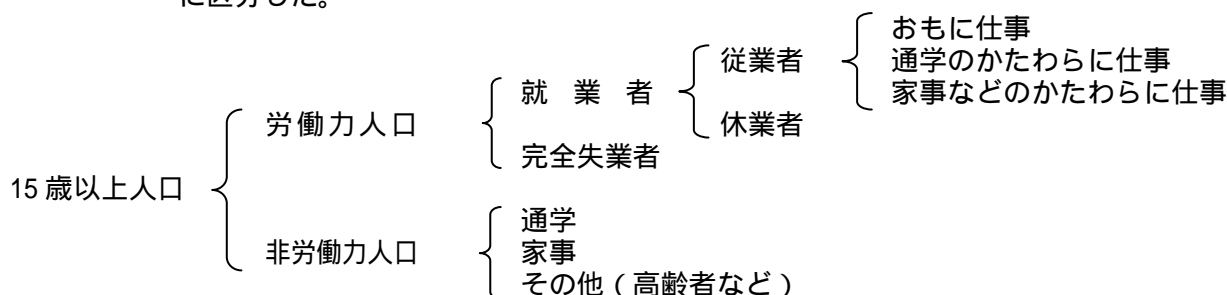 に区分した。
おもに仕事
従業者
通学のかたわらに仕事
就業者
家事などのかたわらに仕事
労働力人口
休業者
完全失業者
15歳以上人口
通学
非労働力人口
家事
その他(高齢者など)